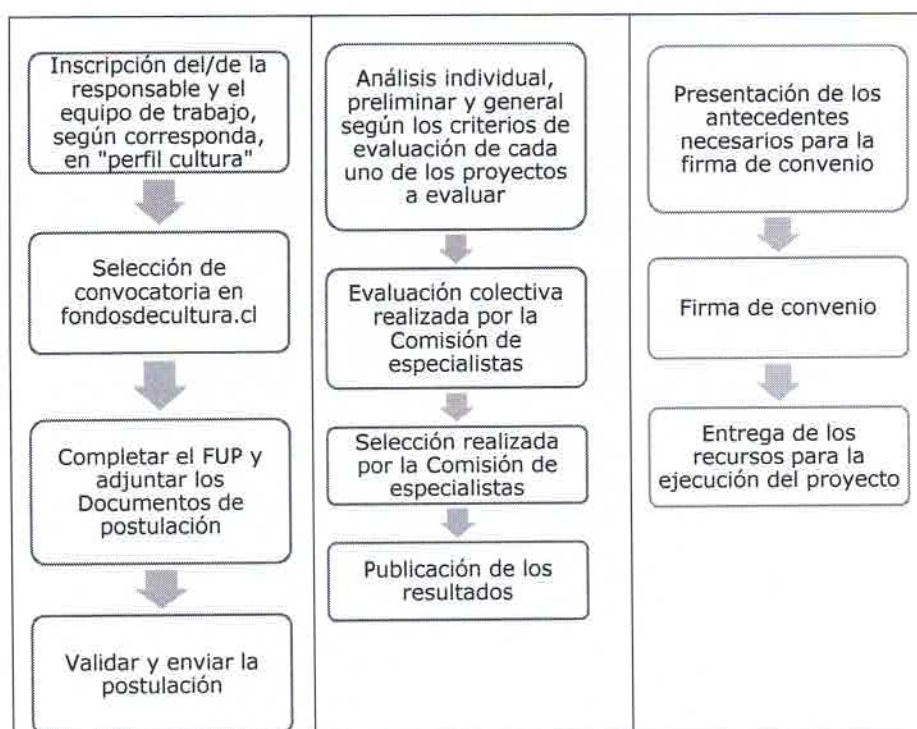 Inscripción del/de la
responsable y el
equipo de trabajo,
según corresponda,
en "perfil cultura"
Selección de
convocatoria en
fondosdecultura.cl
Completar el FUP y
adjuntar los
Documentos de
postulación
Validar y enviar la
postulación
Análisis individual,
preliminar y general
según los criterios de
evaluación de cada
uno de los proyectos
a evaluar
Evaluación colectiva
realizada por la
Comisión de
especialistas
Selección realizada
por la Comisión de
especialistas
Publicación de los
resultados
Presentación de los
antecedentes
necesarios para la
firma de convenio
Firma de convenio
Entrega de los
recursos para la
ejecución del proyecto